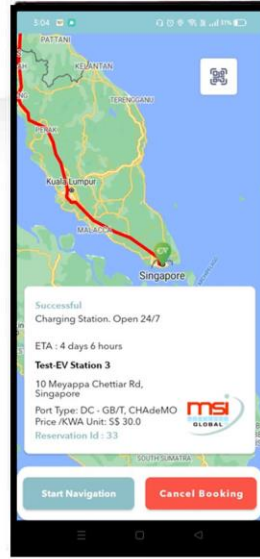 5:04
PATTANI
KELANTAN
TERENGGANU
PERAK
Kuala Lumpur
MALACCA
Singapore
Successful
Charging Station. Open 24/7
ETA : 4 days 6 hours
Test-EV Station 3
10 Meyappa Chettiar Rd,
Singapore
Port Type: DC - GB/T, CHAdeMO
Price /KWA Unit: S$ 30.0
Reservation Id : 33
msi
GLOBAL
SOUTH SUMATRA
Start Navigation
Cancel Booking